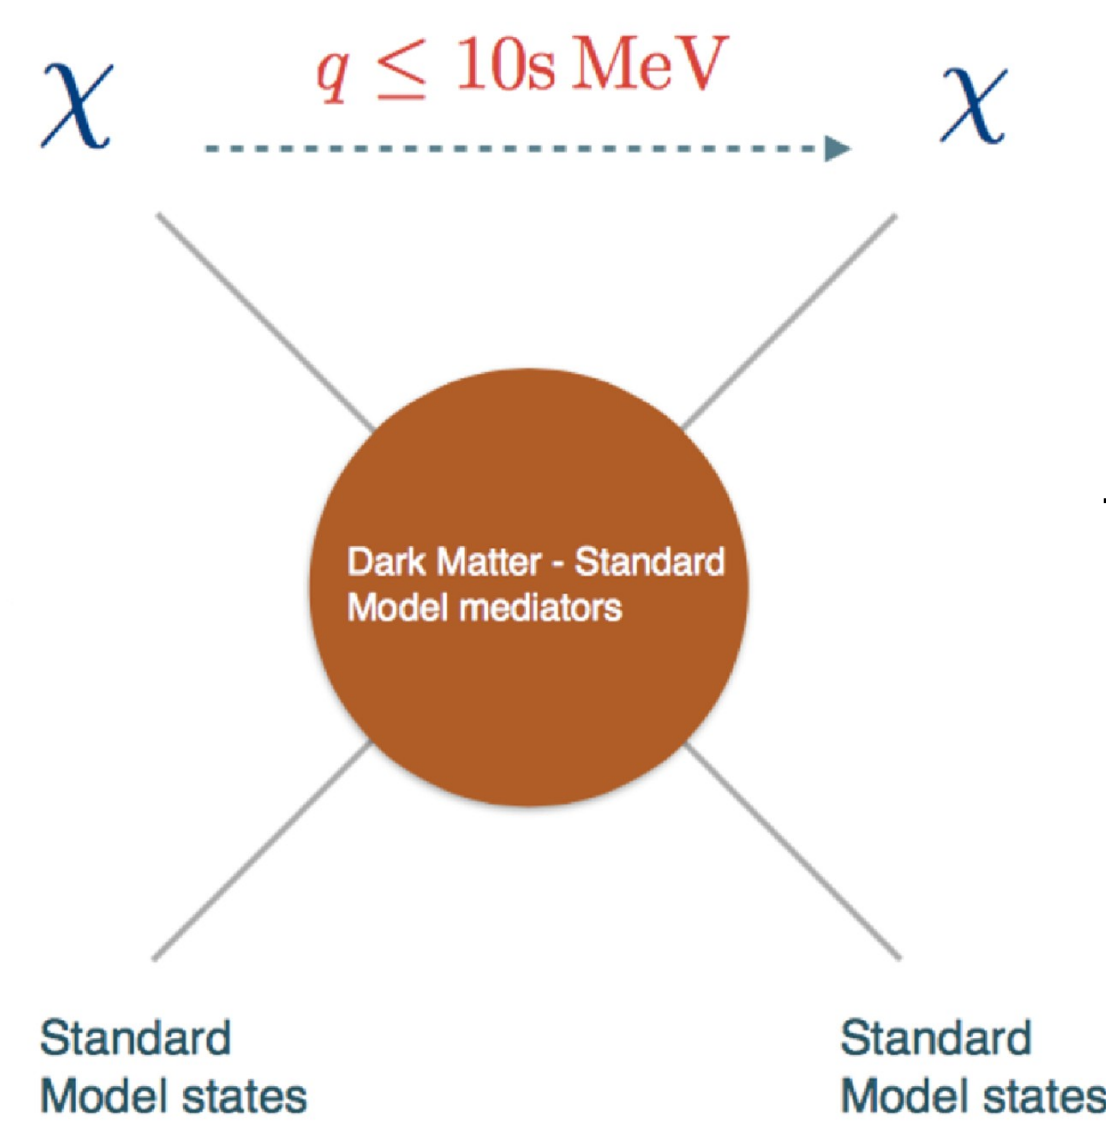 χ q ≤ 10s MeV χ
Dark Matter - Standard
Model mediators
Standard
Model states
Standard
Model states